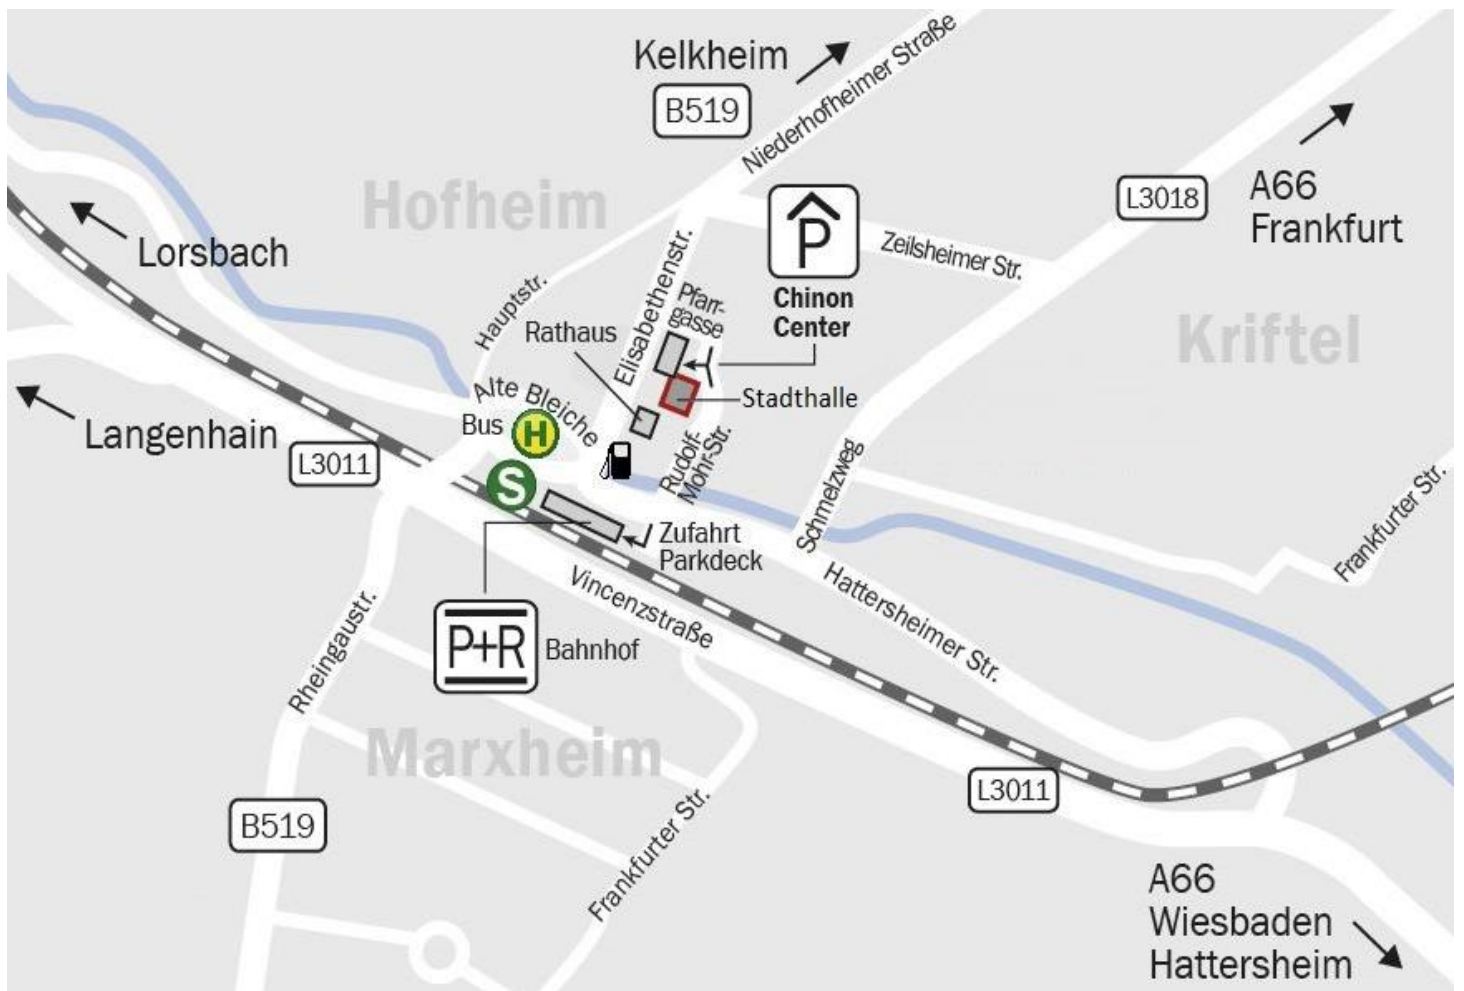 Kelkheim
B519
Niederhofheimer Straße
L3018
A66
Frankfurt
Hofheim
Lorsbach
P
Chinon
Center
Zeilsheimer Str.
Hauptstr.
Elisabethenstr.
Pfarr-
gasse
Rathaus
Kriftel
Langenhain
Alte Bleiche
Bus
H
Stadthalle
L3011
S
Rudolf-
Mohr-Str.
Schmelzweg
Frankfurter Str.
Zufahrt
Parkdeck
Vincenzstraße
Hattersheimer Str.
Rheingaustr.
P+R
Bahnhof
Marxheim
L3011
B519
Frankfurter Str.
A66
Wiesbaden
Hattersheim